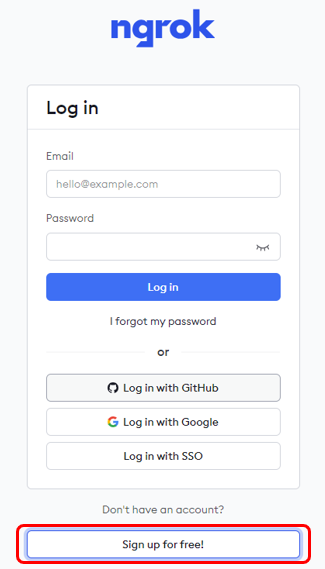 ngrok
Log in
Email
hello@example.com
Password
Log in
I forgot my password
or
Log in with GitHub
Log in with Google
Log in with SSO
Don't have an account?
Sign up for free!